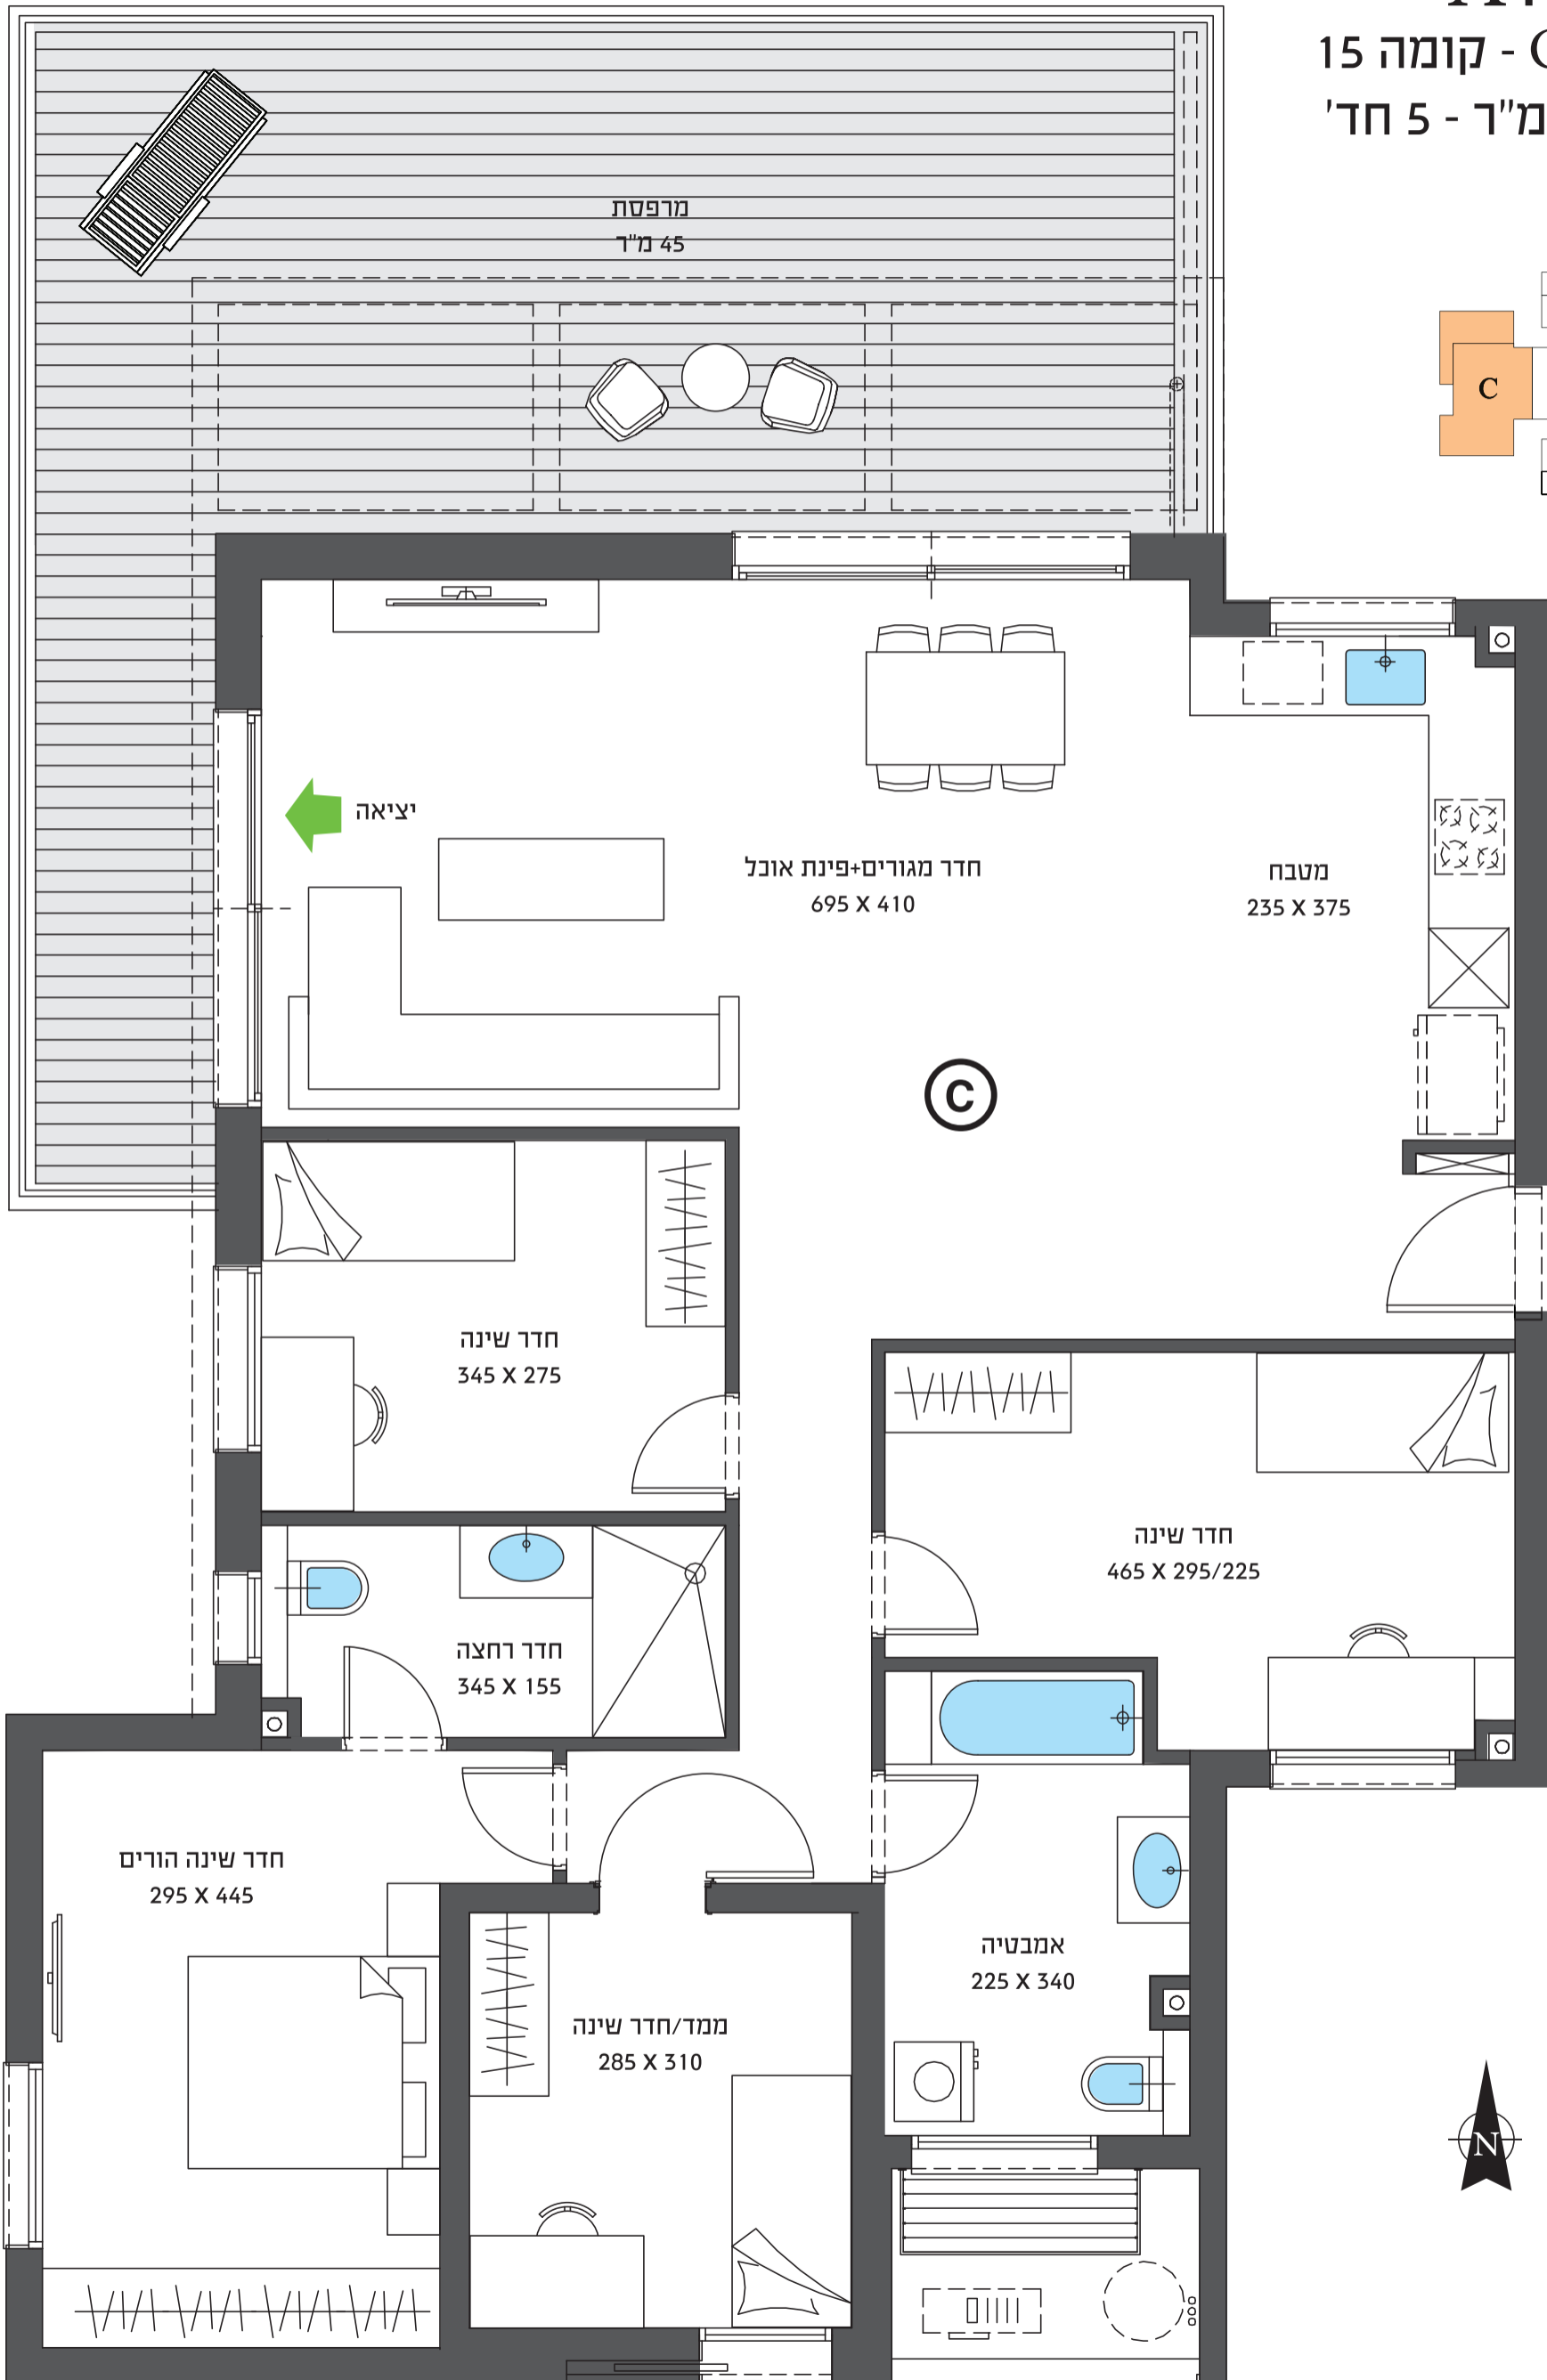 C - קומה 15
מ"ר - 5 חד'
מרפסת
45 מ"ר
C
יציאה
חדר מגורים+פינת אוכל
695 X 410
מטבח
235 X 375
C
חדר שינה
345 X 275
חדר שינה
465 X 295/225
חדר רחצה
345 X 155
חדר שינה הורים
295 X 445
אמבטיה
225 X 340
ממד/חדר שינה
285 X 310
N